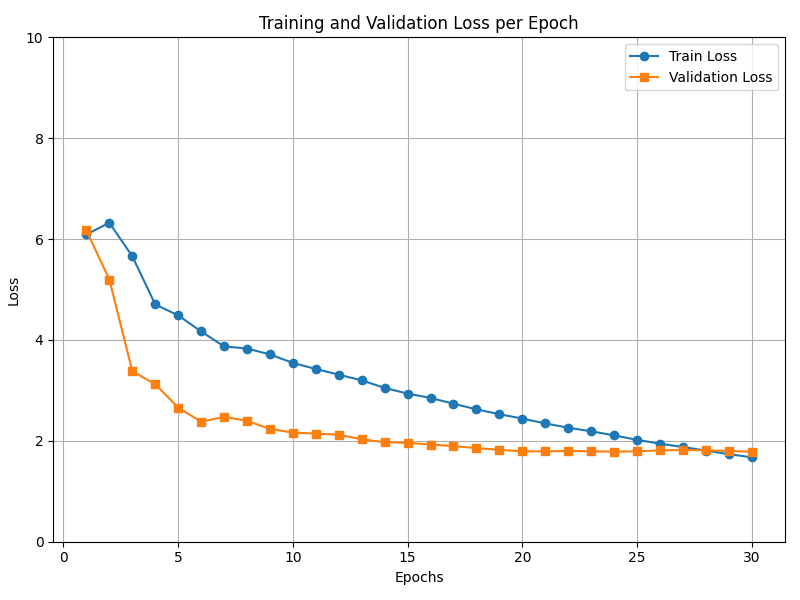 Training and Validation Loss per Epoch
Train Loss
Validation Loss
Loss
10
8
6
4
2
0
0 5 10 15 20 25 30
Epochs